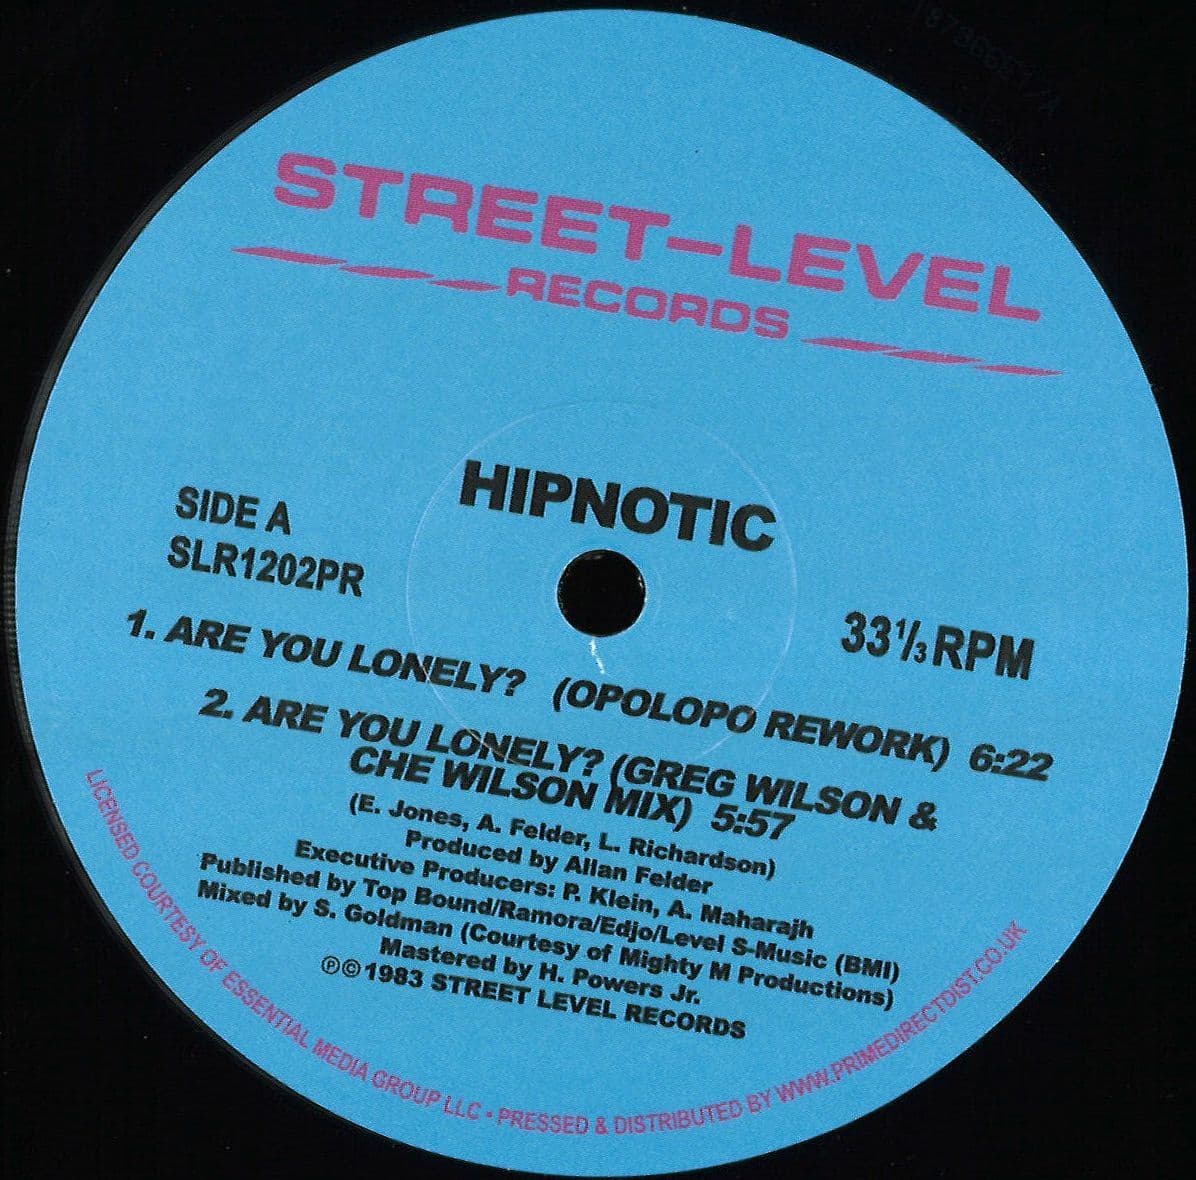 STREET-LEVEL
RECORDS
HIPNOTIC
SIDE A
SLR1202PR
33⅓ RPM
1. ARE YOU LONELY? (OPOLOPO REWORK) 6:22
2. ARE YOU LONELY? (GREG WILSON &
CHE WILSON MIX) 5:57
(E. Jones, A. Felder, L. Richardson)
Produced by Allan Felder
Executive Producers: P. Klein, A. Maharajh
Published by Top Bound/Ramora/Edjo/Level S-Music (BMI)
Mixed by S. Goldman (Courtesy of Mighty M Productions)
Mastered by H. Powers Jr.
℗©1983 STREET LEVEL RECORDS
LICENSED COURTESY OF ESSENTIAL MEDIA GROUP LLC • PRESSED & DISTRIBUTED BY WWW.PRIMEDIRECTDIST.CO.UK